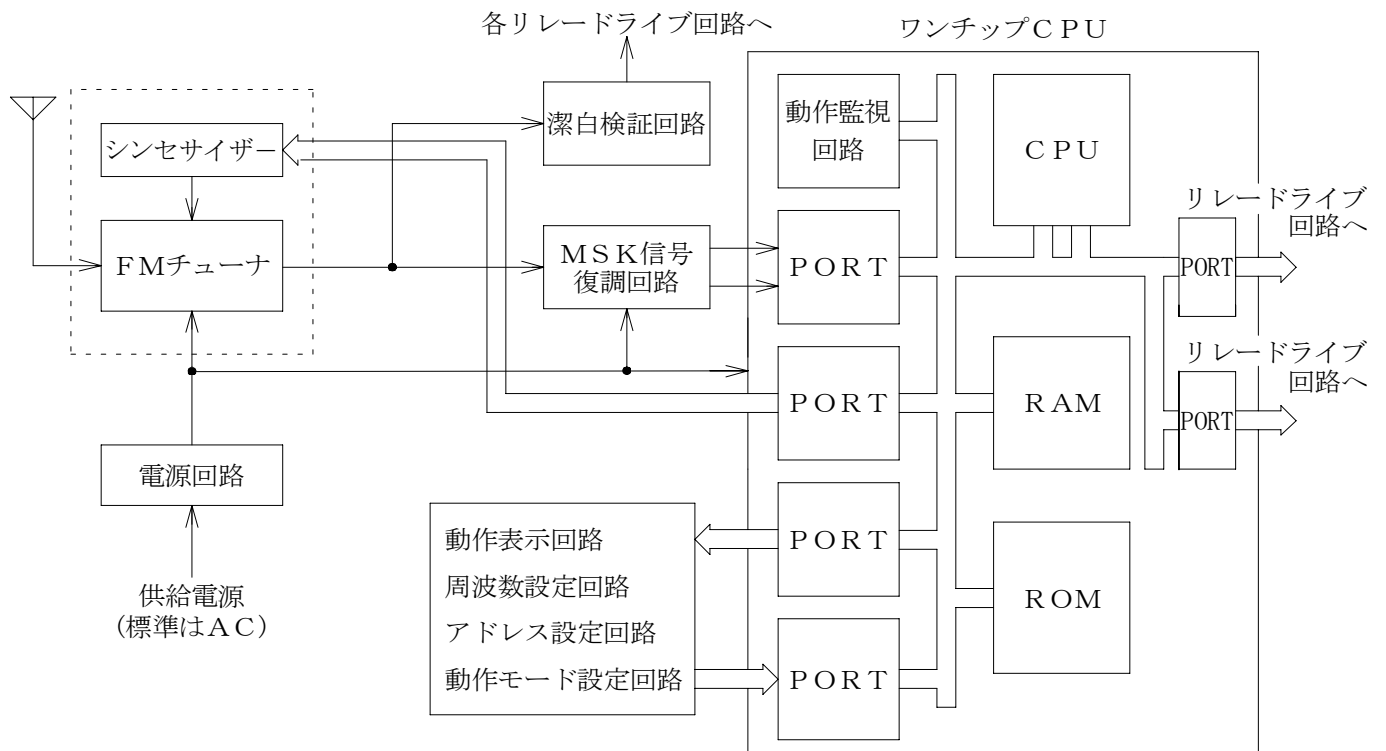 各リレードライブ回路へ
ワンチップＣＰＵ
シンセサイザー
潔白検証回路
動作監視
回路
ＣＰＵ
リレードライブ
回路へ
ＦＭチューナ
ＭＳＫ信号
復調回路
ＰＯＲＴ
PORT
リレードライブ
回路へ
ＰＯＲＴ
ＲＡＭ
PORT
電源回路
動作表示回路
周波数設定回路
アドレス設定回路
動作モード設定回路
ＰＯＲＴ
ＲＯＭ
供給電源
（標準はＡＣ）
ＰＯＲＴ